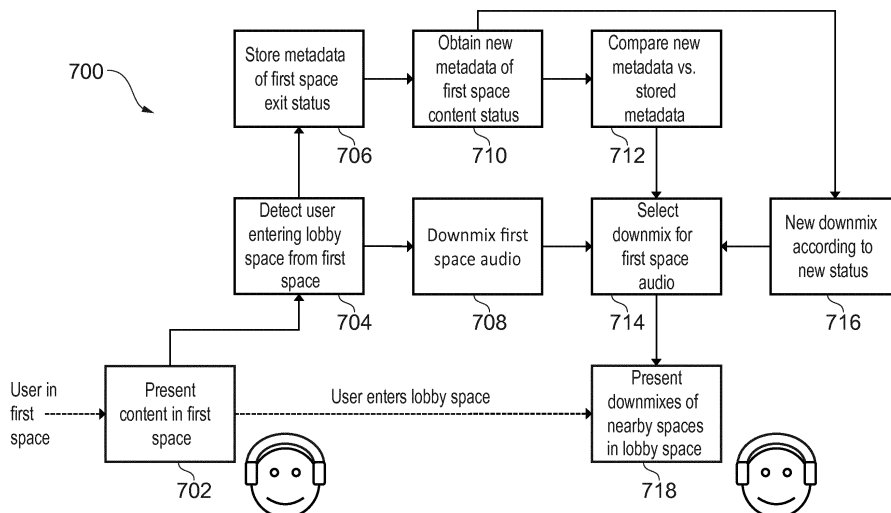 700
Store metadata
of first space
exit status
706
Obtain new
metadata of
first space
content status
710
Compare new
metadata vs.
stored
metadata
712
Detect user
entering lobby
space from first
space
704
Downmix first
space audio
708
Select
downmix for
first space
audio
714
New downmix
according to
new status
716
User in
first
space
Present
content in first
space
702
User enters lobby space
Present
downmixes of
nearby spaces
in lobby space
718